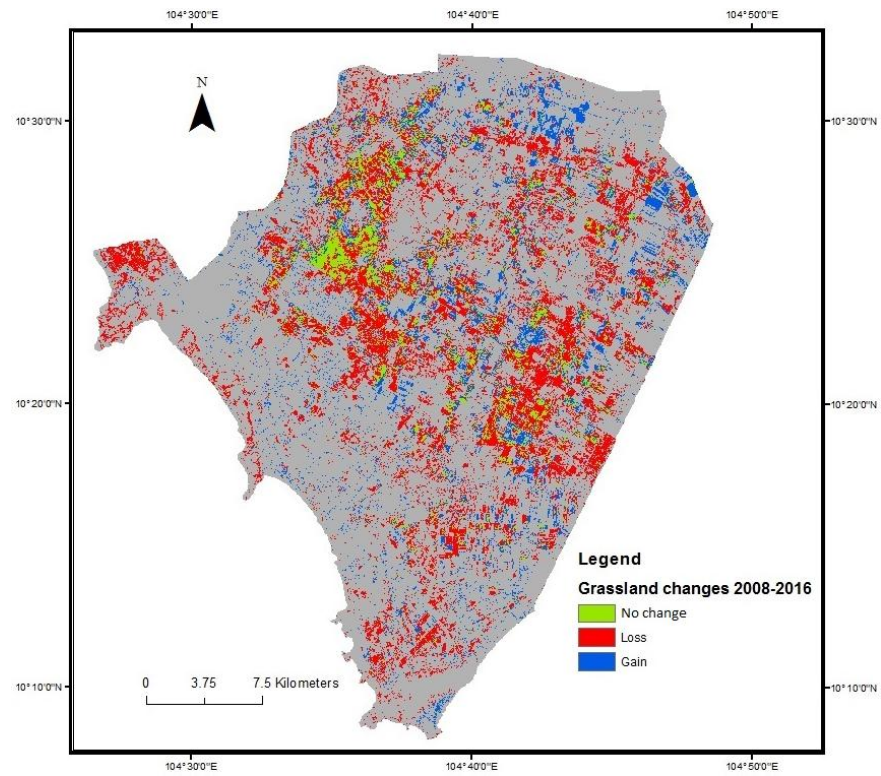 104°30'0"E 104°40'0"E 104°50'0"E
N
10°30'0"N 10°30'0"N
10°20'0"N 10°20'0"N
Legend
Grassland changes 2008-2016
No change
Loss
Gain
0 3.75 7.5 Kilometers
10°10'0"N 10°10'0"N
104°30'0"E 104°40'0"E 104°50'0"E